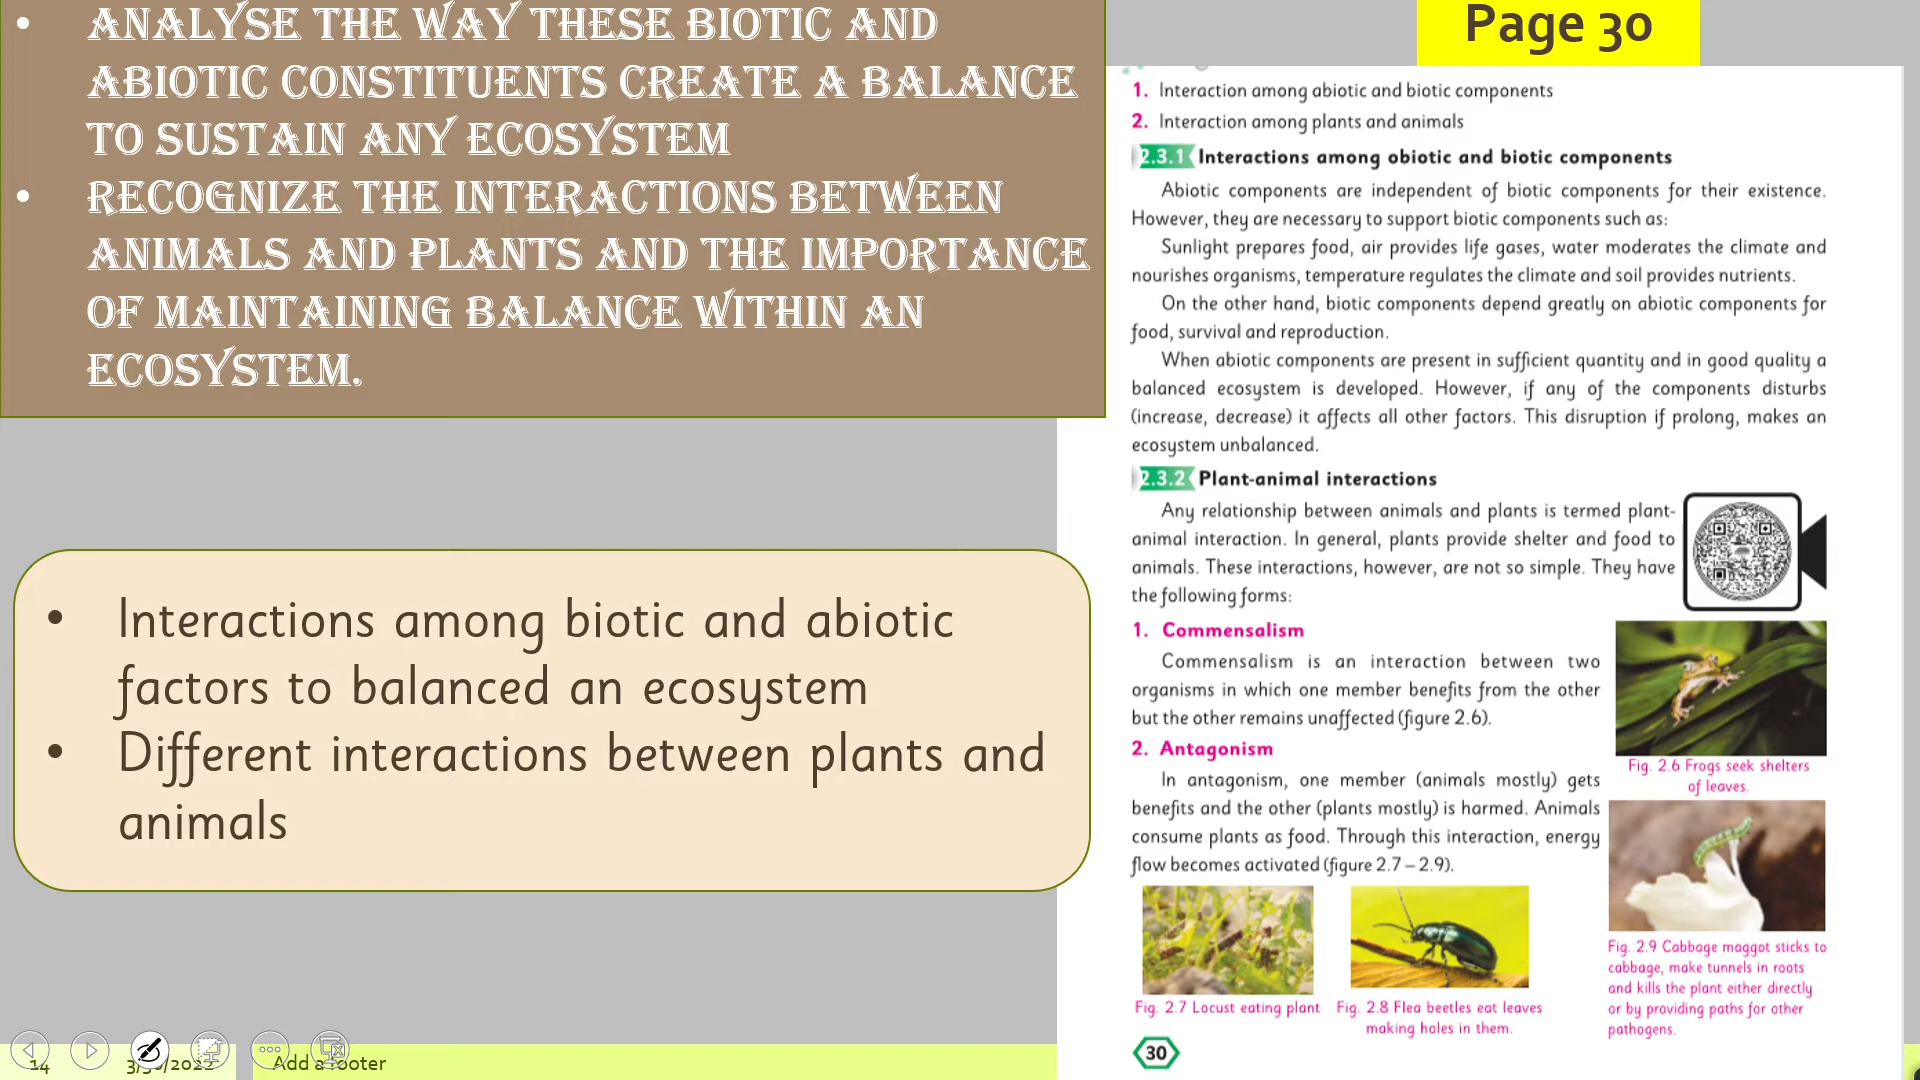 • ANALYSE THE WAY THESE BIOTIC AND
ABIOTIC CONSTITUENTS CREATE A BALANCE
TO SUSTAIN ANY ECOSYSTEM
• RECOGNIZE THE INTERACTIONS BETWEEN
ANIMALS AND PLANTS AND THE IMPORTANCE
OF MAINTAINING BALANCE WITHIN AN
ECOSYSTEM.
• Interactions among biotic and abiotic
factors to balanced an ecosystem
• Different interactions between plants and
animals
Page 30
1. Interaction among abiotic and biotic components
2. Interaction among plants and animals
2.3.1 Interactions among obiotic and biotic components
Abiotic components are independent of biotic components for their existence.
However, they are necessary to support biotic components such as:
Sunlight prepares food, air provides life gases, water moderates the climate and
nourishes organisms, temperature regulates the climate and soil provides nutrients.
On the other hand, biotic components depend greatly on abiotic components for
food, survival and reproduction.
When abiotic components are present in sufficient quantity and in good quality a
balanced ecosystem is developed. However, if any of the components disturbs
(increase, decrease) it affects all other factors. This disruption if prolong, makes an
ecosystem unbalanced.
2.3.2 Plant-animal interactions
Any relationship between animals and plants is termed plant-
animal interaction. In general, plants provide shelter and food to
animals. These interactions, however, are not so simple. They have
the following forms:
1. Commensalism
Commensalism is an interaction between two
organisms in which one member benefits from the other
but the other remains unaffected (figure 2.6).
Fig. 2.6 Frogs seek shelters
of leaves.
2. Antagonism
In antagonism, one member (animals mostly) gets
benefits and the other (plants mostly) is harmed. Animals
consume plants as food. Through this interaction, energy
flow becomes activated (figure 2.7 – 2.9).
Fig. 2.7 Locust eating plant
Fig. 2.8 Flea beetles eat leaves
making holes in them.
Fig. 2.9 Cabbage maggot sticks to
cabbage, make tunnels in roots
and kills the plant either directly
or by providing paths for other
pathogens.
30
14
3/30/2022
Add a footer